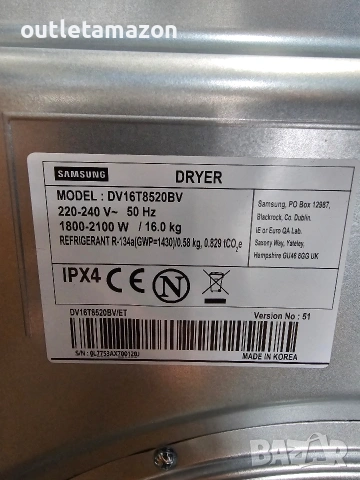 outletamazon
SAMSUNG
DRYER
MODEL : DV16T8520BV
220-240 V~ 50 Hz
1800-2100 W / 16.0 kg
REFRIGERANT R-134a(GWP=1430)/0.58 kg, 0.829 tCO2e
Samsung, PO Box 12987,
Blackrock, Co. Dublin.
IE or Euro QA Lab.
Saxony Way, Yateley,
Hampshire GU46 6GG UK
IPX4 CE N
DV16T8520BV/ET
Version No : 51
S/N :
MADE IN KOREA
BAZAR